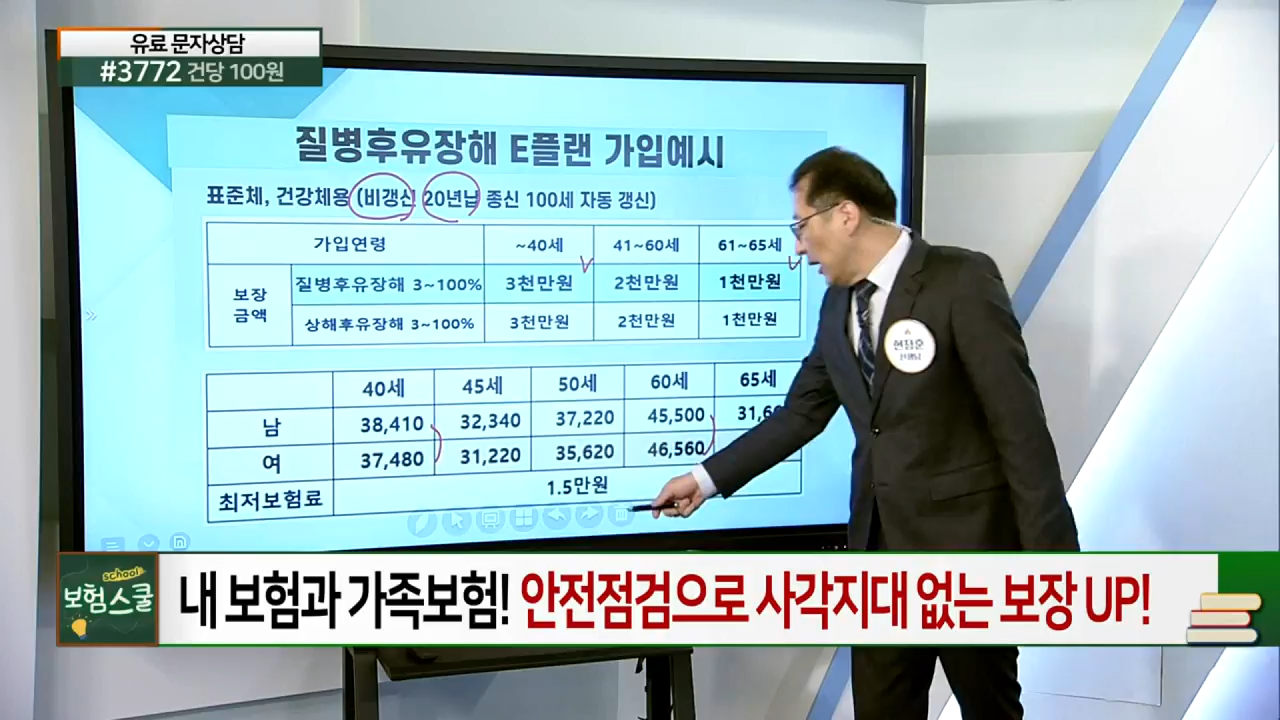 유료 문자상담
#3772 건당 100원
질병후유장해 E플랜 가입예시
표준체, 건강체용 (비갱신 20년납 종신 100세 자동 갱신)
가입연령 ~40세 41~60세 61~65세
보장금액 질병후유장해 3~100% 3천만원 2천만원 1천만원
상해후유장해 3~100% 3천만원 2천만원 1천만원
40세 45세 50세 60세 65세
남 38,410 32,340 37,220 45,500 31,6
여 37,480 31,220 35,620 46,560
최저보험료 1.5만원
school
보험스쿨
내 보험과 가족보험! 안전점검으로 사각지대 없는 보장 UP!